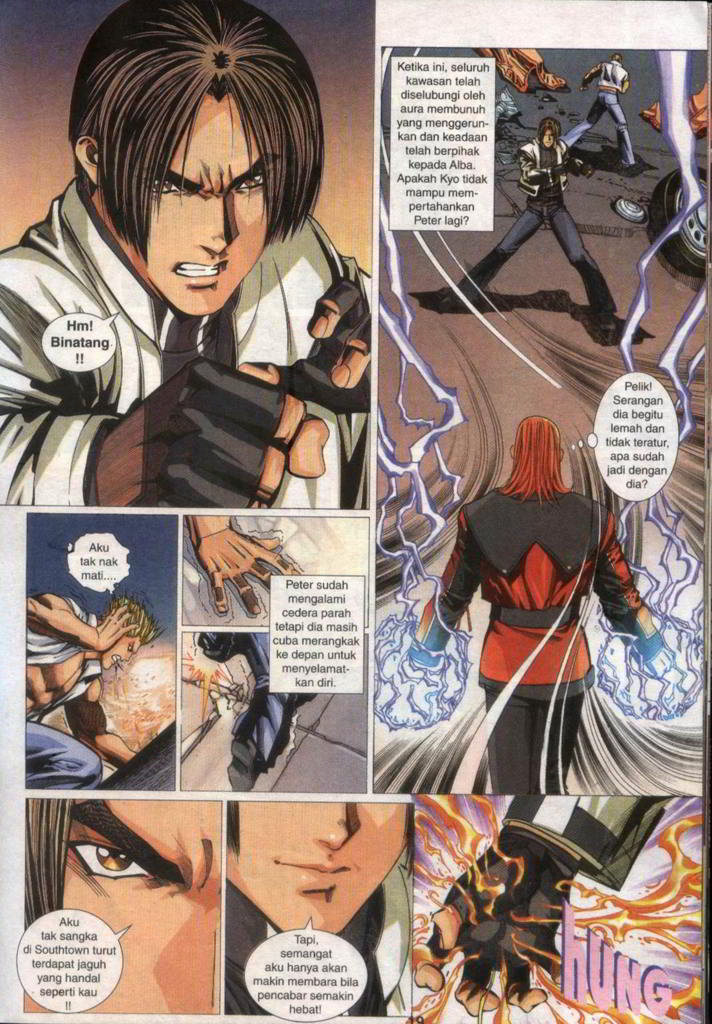 Hm!
Binatang.
!!
Ketika ini, seluruh
kawasan telah
diselubungi oleh
aura membunuh
yang menggerun-
kan dan keadaan
telah berpihak
kepada Alba.
Apakah Kyo tidak
mampu mem-
pertahankan
Peter lagi?
Pelik!
Serangan
dia begitu
lemah dan
tidak teratur,
apa sudah
jadi dengan
dia?
Aku
tak nak
mati....
Peter sudah
mengalami
cedera parah
tetapi dia masih
cuba merangkak
ke depan untuk
menyelamat-
kan diri.
Aku
tak sangka
di Southtown turut
terdapat jaguh
yang handal
seperti kau
!!
Tapi,
semangat
aku hanya akan
makin membara bila
pencabar semakin
hebat!
hUNG